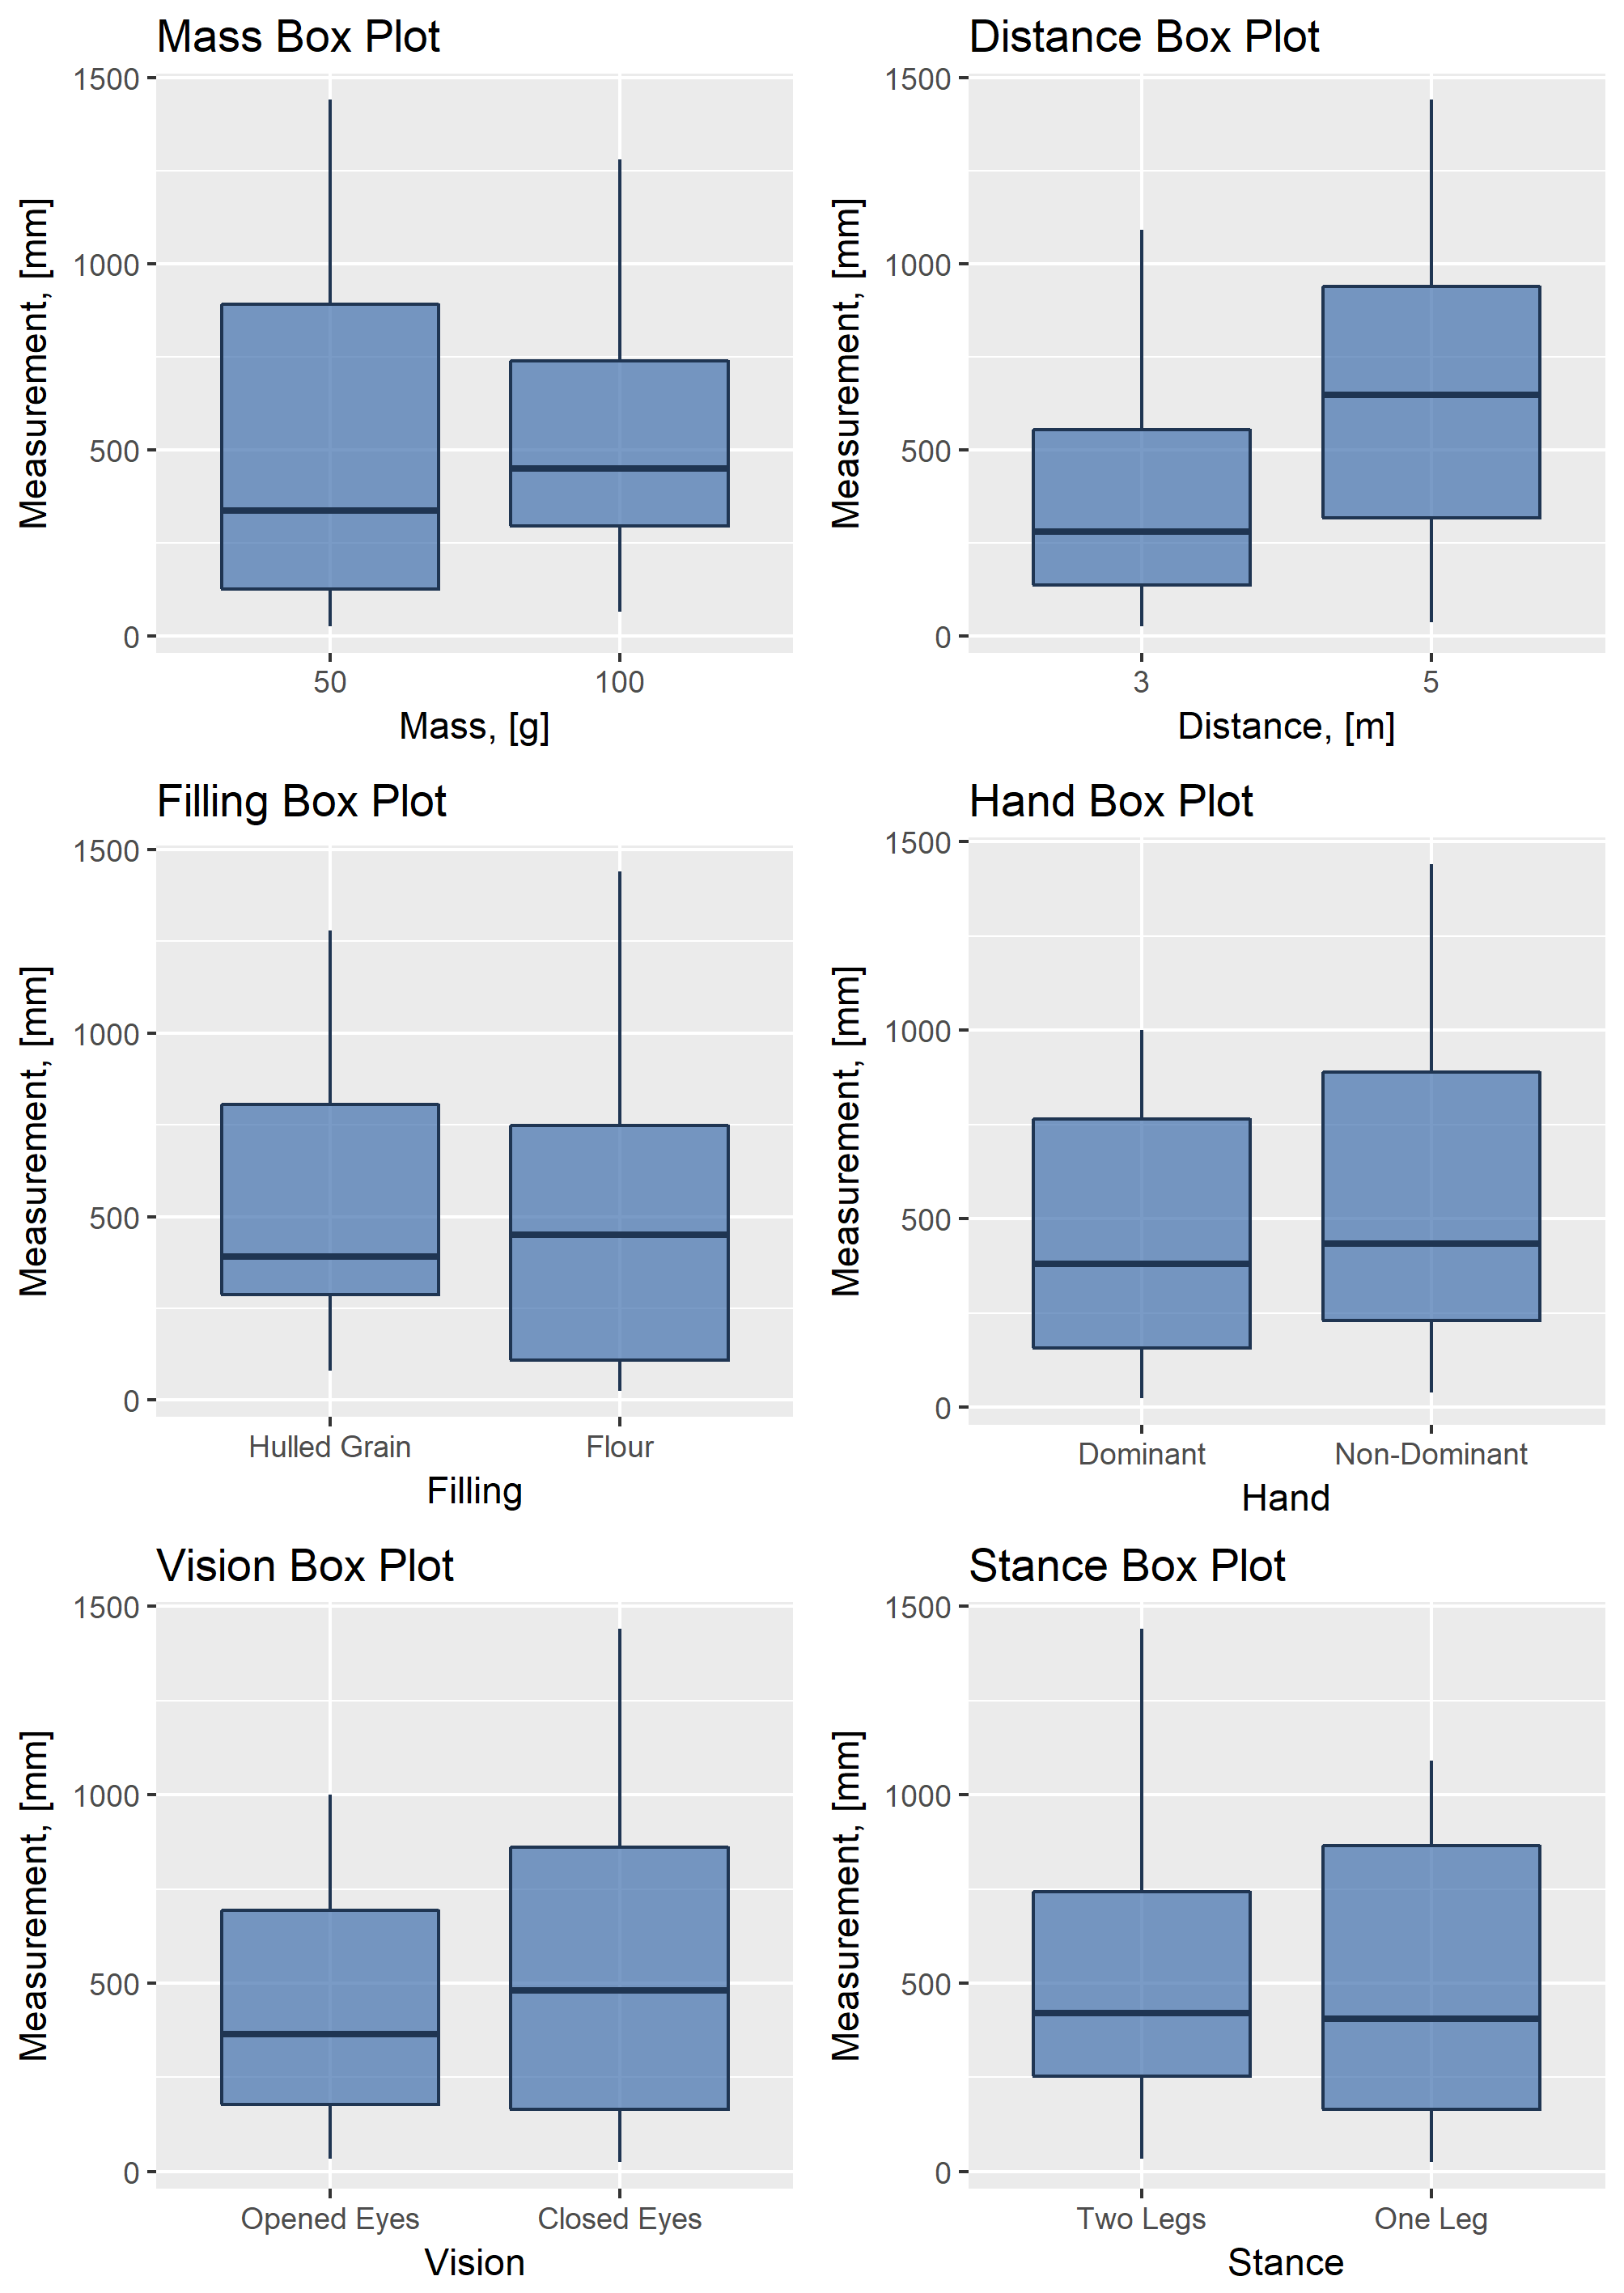 Mass Box Plot
Measurement, [mm]
1500
1000
500
0
50 100
Mass, [g]
Distance Box Plot
Measurement, [mm]
1500
1000
500
0
3 5
Distance, [m]
Filling Box Plot
Measurement, [mm]
1500
1000
500
0
Hulled Grain Flour
Filling
Hand Box Plot
Measurement, [mm]
1500
1000
500
0
Dominant Non-Dominant
Hand
Vision Box Plot
Measurement, [mm]
1500
1000
500
0
Opened Eyes Closed Eyes
Vision
Stance Box Plot
Measurement, [mm]
1500
1000
500
0
Two Legs One Leg
Stance